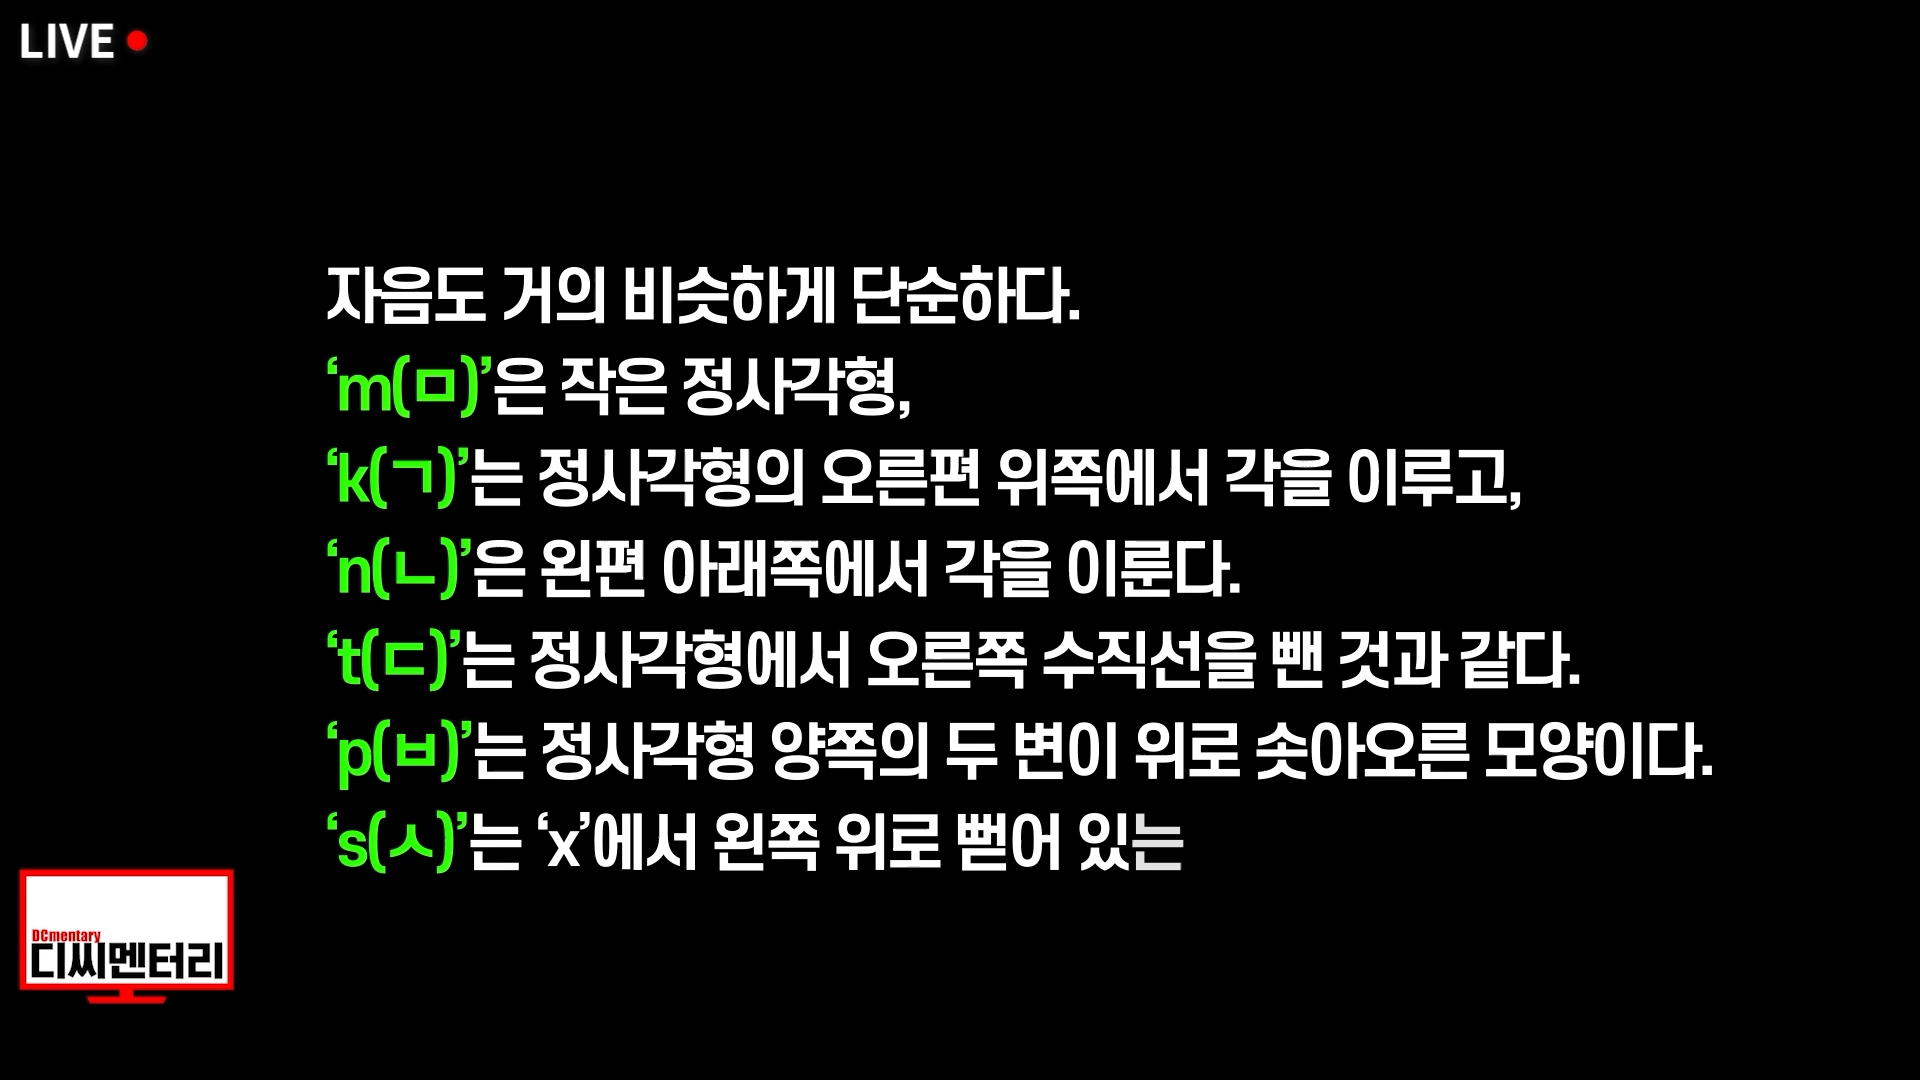 LIVE
자음도 거의 비슷하게 단순하다.
‘m(ㅁ)’은 작은 정사각형,
‘k(ㄱ)’는 정사각형의 오른편 위쪽에서 각을 이루고,
‘n(ㄴ)’은 왼편 아래쪽에서 각을 이룬다.
‘t(ㄷ)’는 정사각형에서 오른쪽 수직선을 뺀 것과 같다.
‘p(ㅂ)’는 정사각형 양쪽의 두 변이 위로 솟아오른 모양이다.
‘s(ㅅ)’는 ‘x’에서 왼쪽 위로 뻗어 있는
DCmentary
디씨멘터리